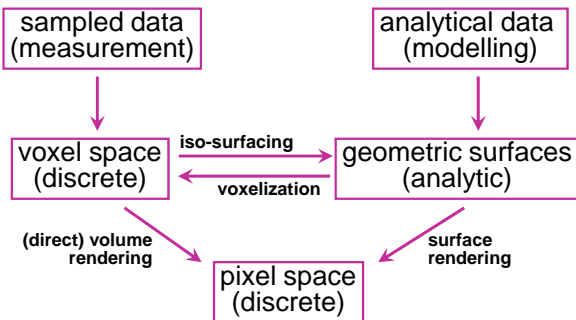 sampled data
(measurement)
analytical data
(modelling)
voxel space
(discrete)
iso-surfacing
voxelization
geometric surfaces
(analytic)
(direct) volume
rendering
surface
rendering
pixel space
(discrete)